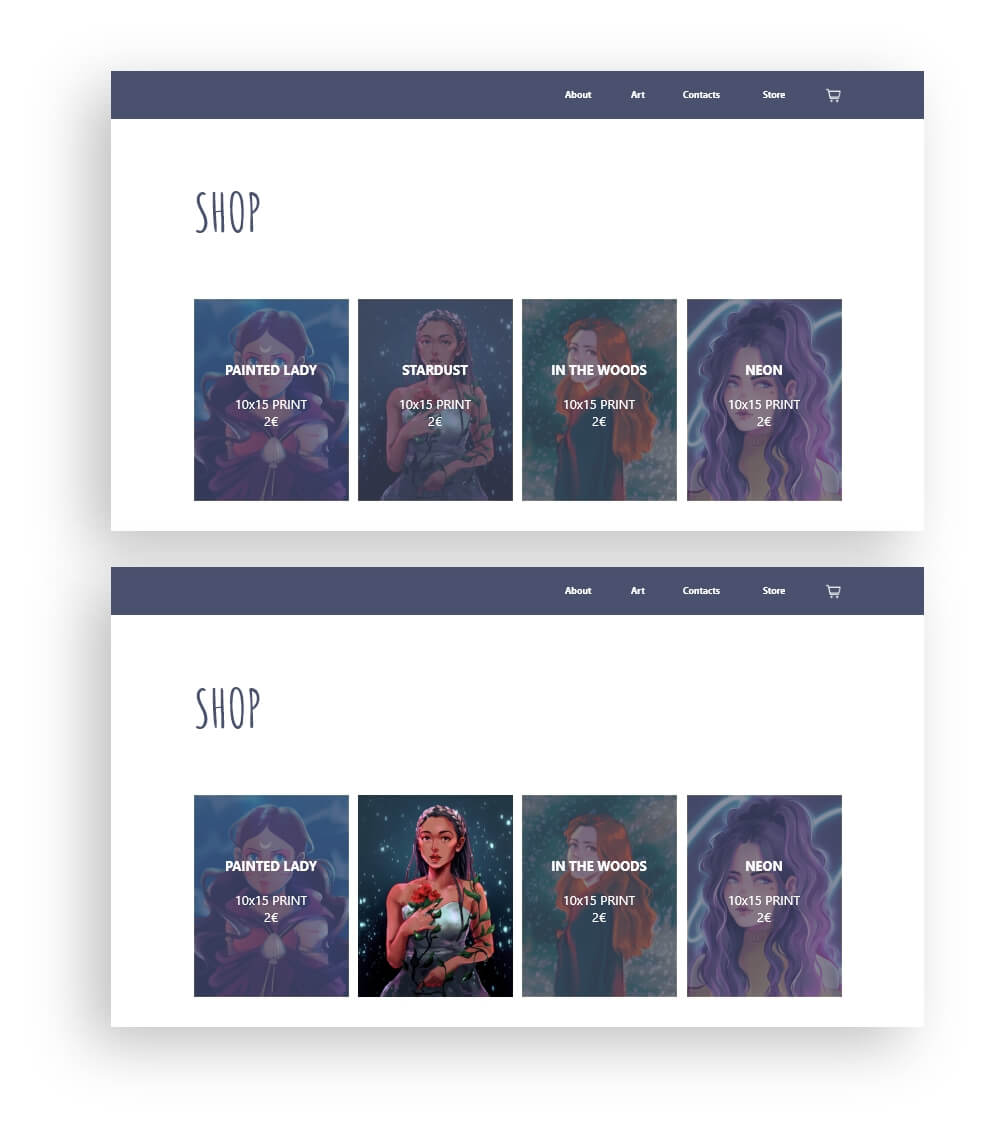 About Art Contacts Store
SHOP
PAINTED LADY
10x15 PRINT
2€
STARDUST
10x15 PRINT
2€
IN THE WOODS
10x15 PRINT
2€
NEON
10x15 PRINT
2€
About Art Contacts Store
SHOP
PAINTED LADY
10x15 PRINT
2€
IN THE WOODS
10x15 PRINT
2€
NEON
10x15 PRINT
2€